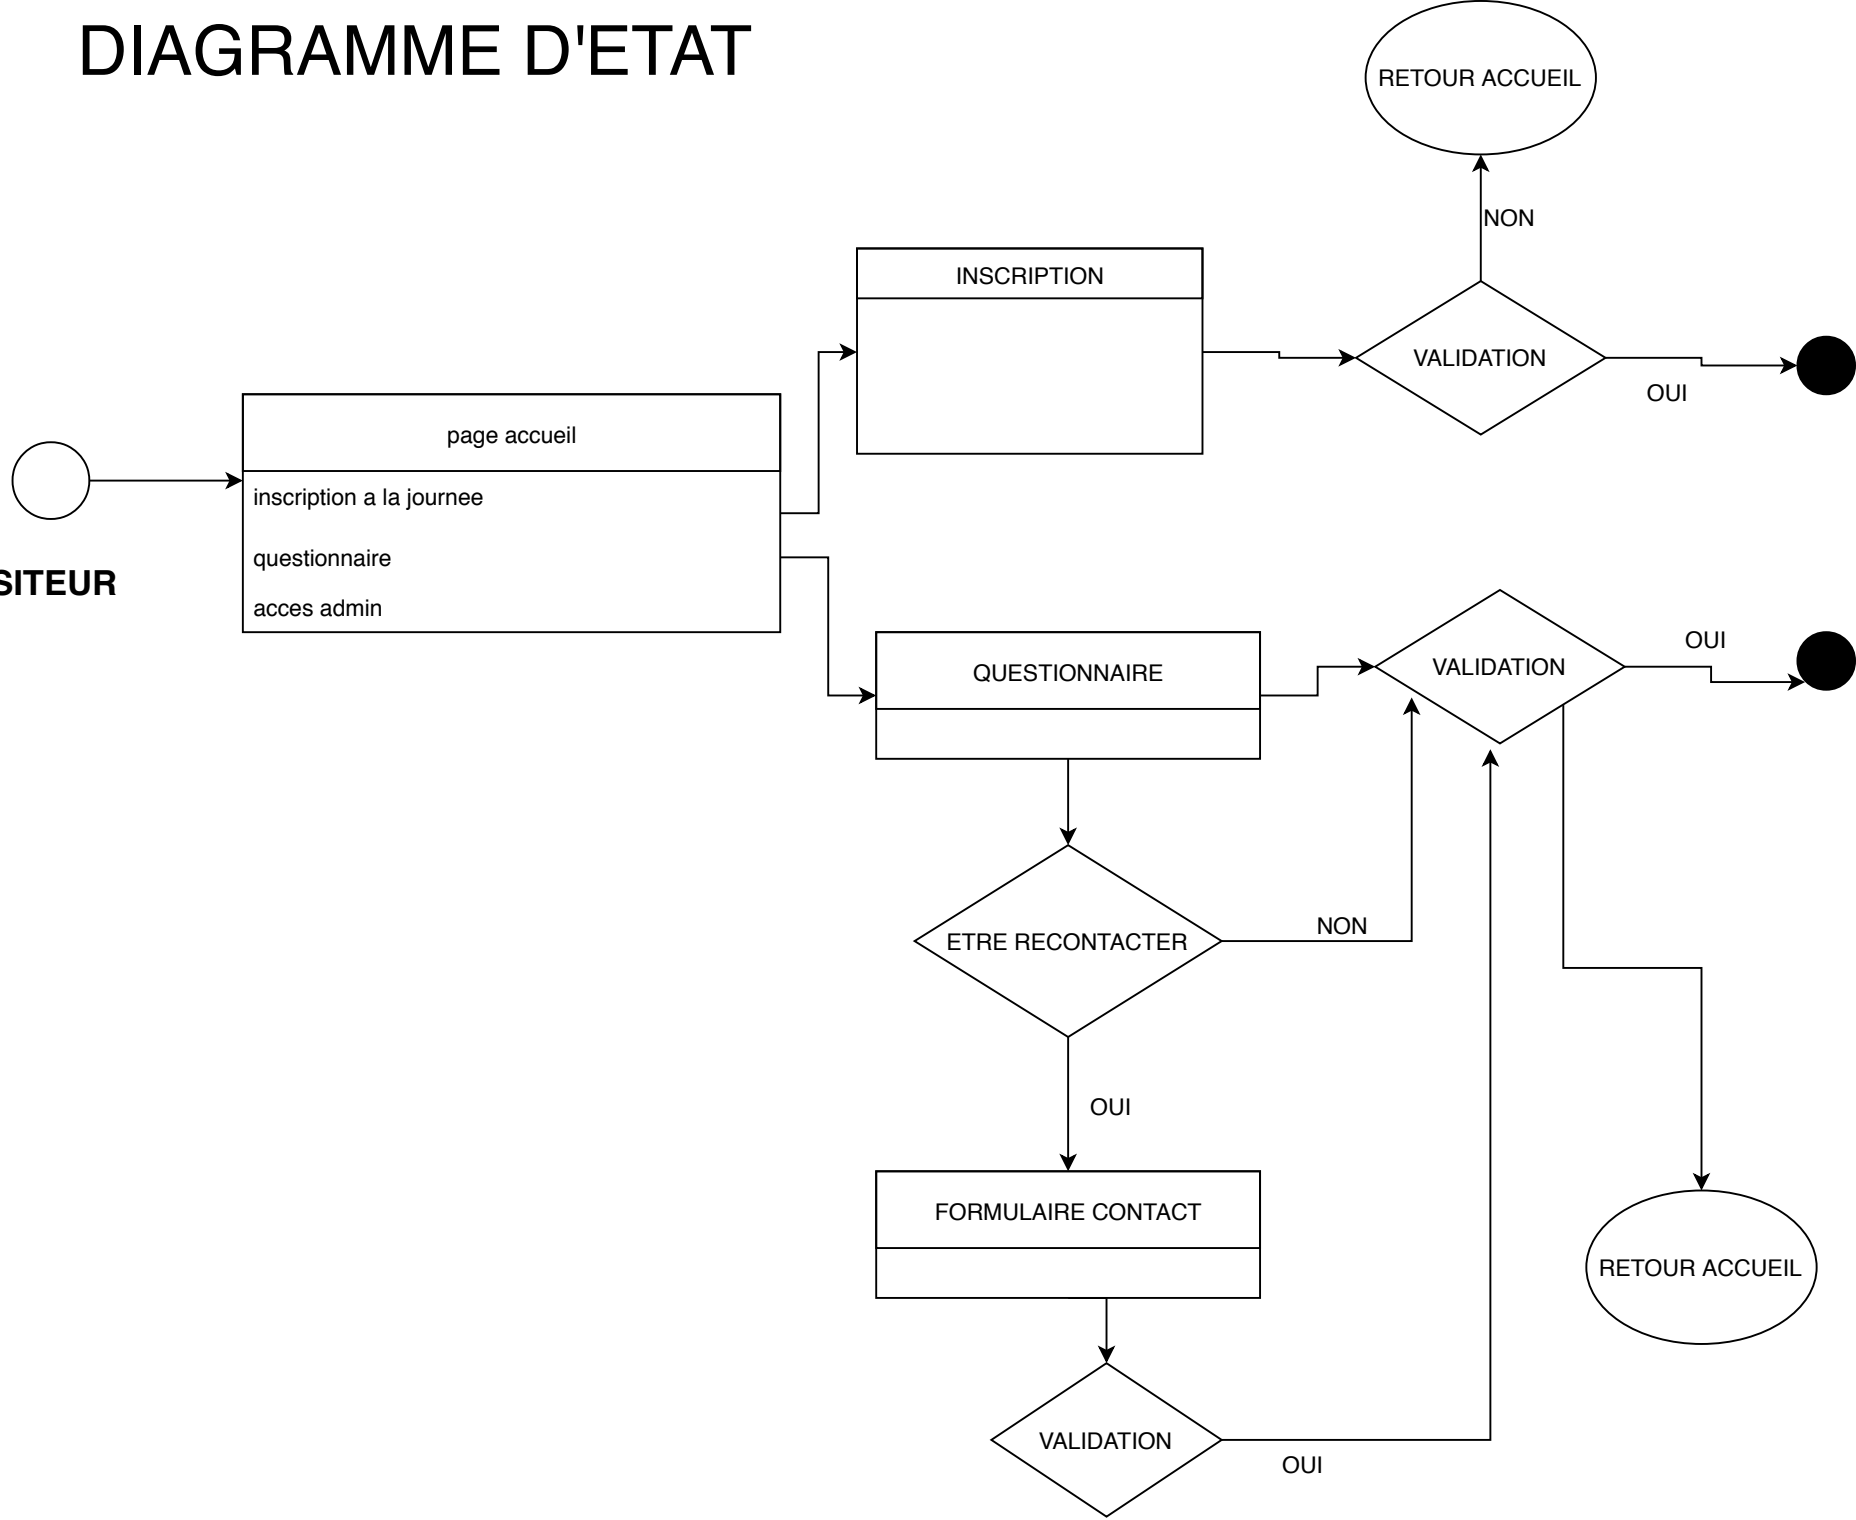 DIAGRAMME D'ETAT
RETOUR ACCUEIL
NON
INSCRIPTION
VALIDATION
OUI
page accueil
inscription a la journee
questionnaire
acces admin
SITEUR
QUESTIONNAIRE
VALIDATION
OUI
ETRE RECONTACTER
NON
OUI
FORMULAIRE CONTACT
RETOUR ACCUEIL
VALIDATION
OUI